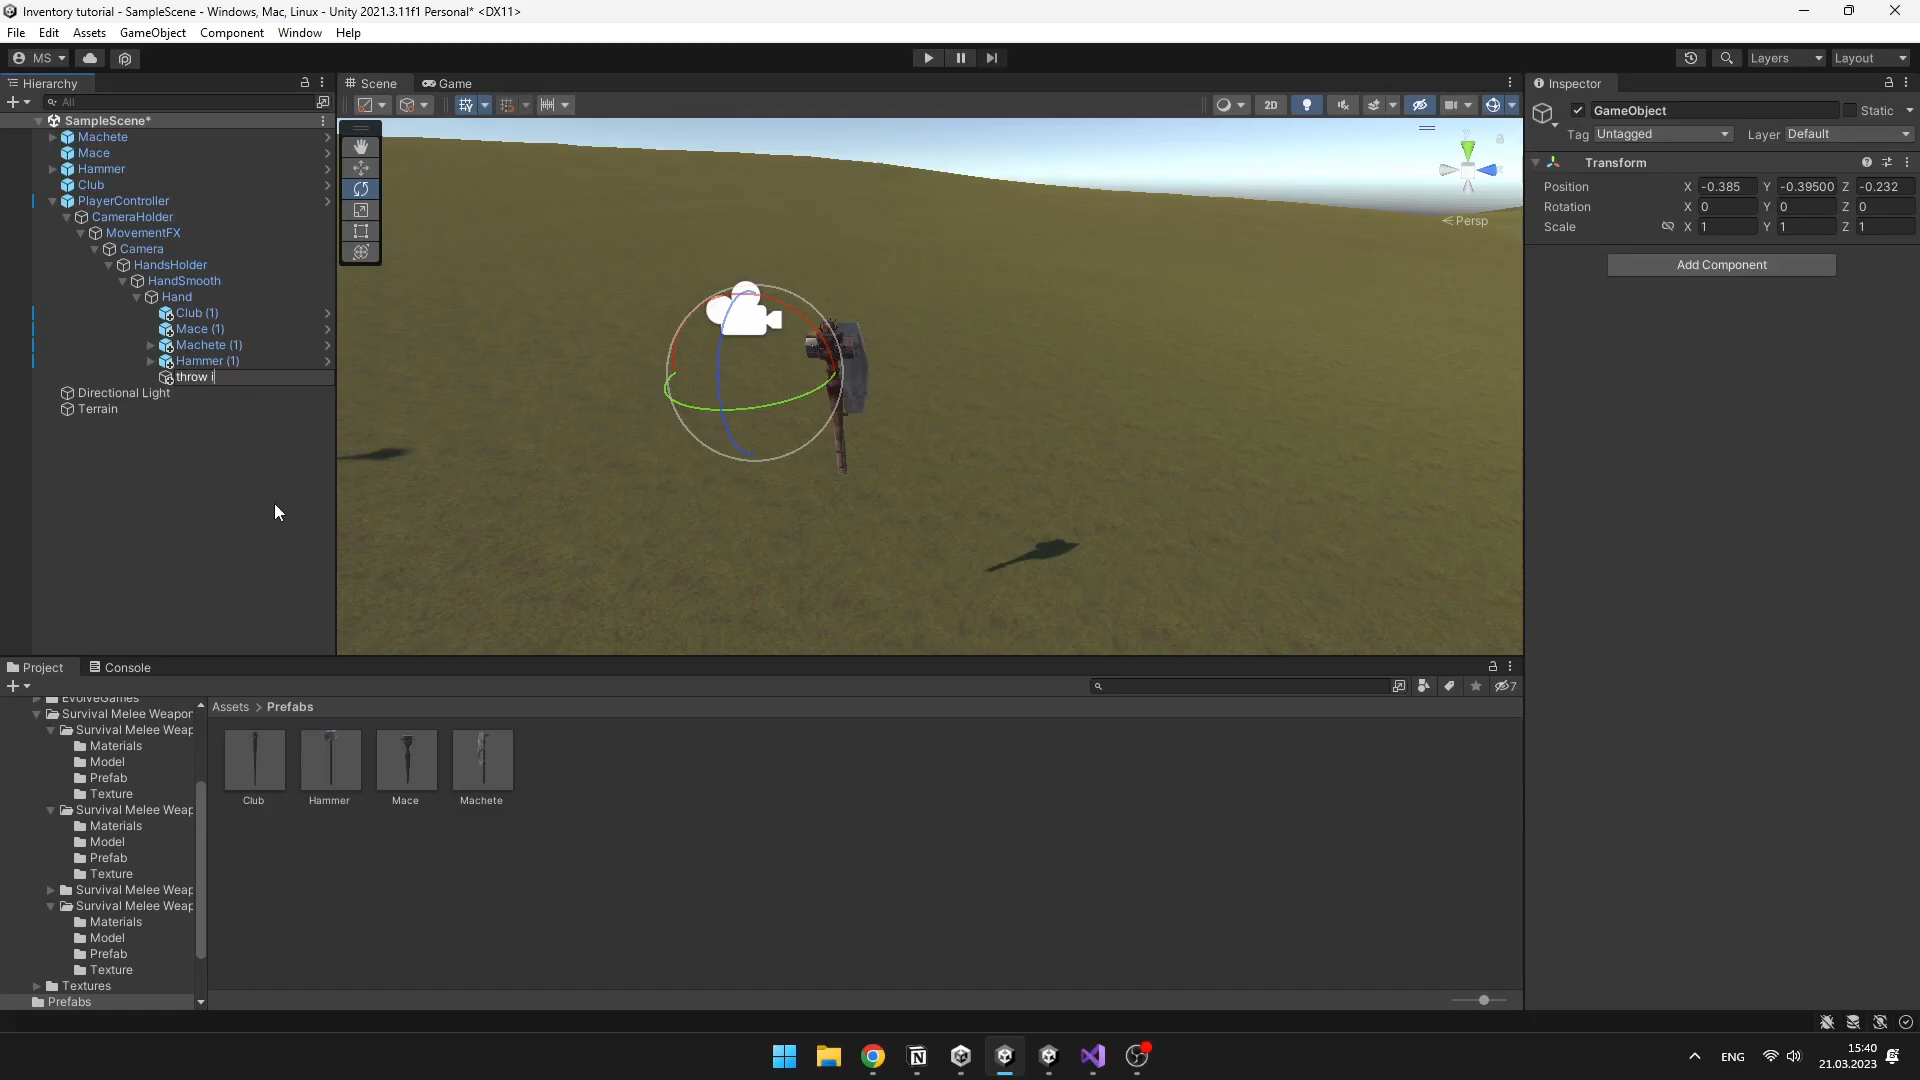 Inventory tutorial - SampleScene - Windows, Mac, Linux - Unity 2021.3.11f1 Personal* <DX11>
File Edit Assets GameObject Component Window Help
MS Layers Layout
Hierarchy
All
SampleScene*
Machete
Mace
Hammer
Club
PlayerController
CameraHolder
MovementFX
Camera
HandsHolder
HandSmooth
Hand
Club (1)
Mace (1)
Machete (1)
Hammer (1)
throw i
Directional Light
Terrain
Scene Game
2D
Persp
Inspector
GameObject Static
Tag Untagged Layer Default
Transform
Position X -0.385 Y -0.39500 Z -0.232
Rotation X 0 Y 0 Z 0
Scale X 1 Y 1 Z 1
Add Component
Project Console
7
EvolveGames
Survival Melee Weapon
Survival Melee Weap
Materials
Model
Prefab
Texture
Survival Melee Weap
Materials
Model
Prefab
Texture
Survival Melee Weap
Survival Melee Weap
Materials
Model
Prefab
Texture
Textures
Prefabs
Assets > Prefabs
Club Hammer Mace Machete
ENG
15:40
21.03.2023